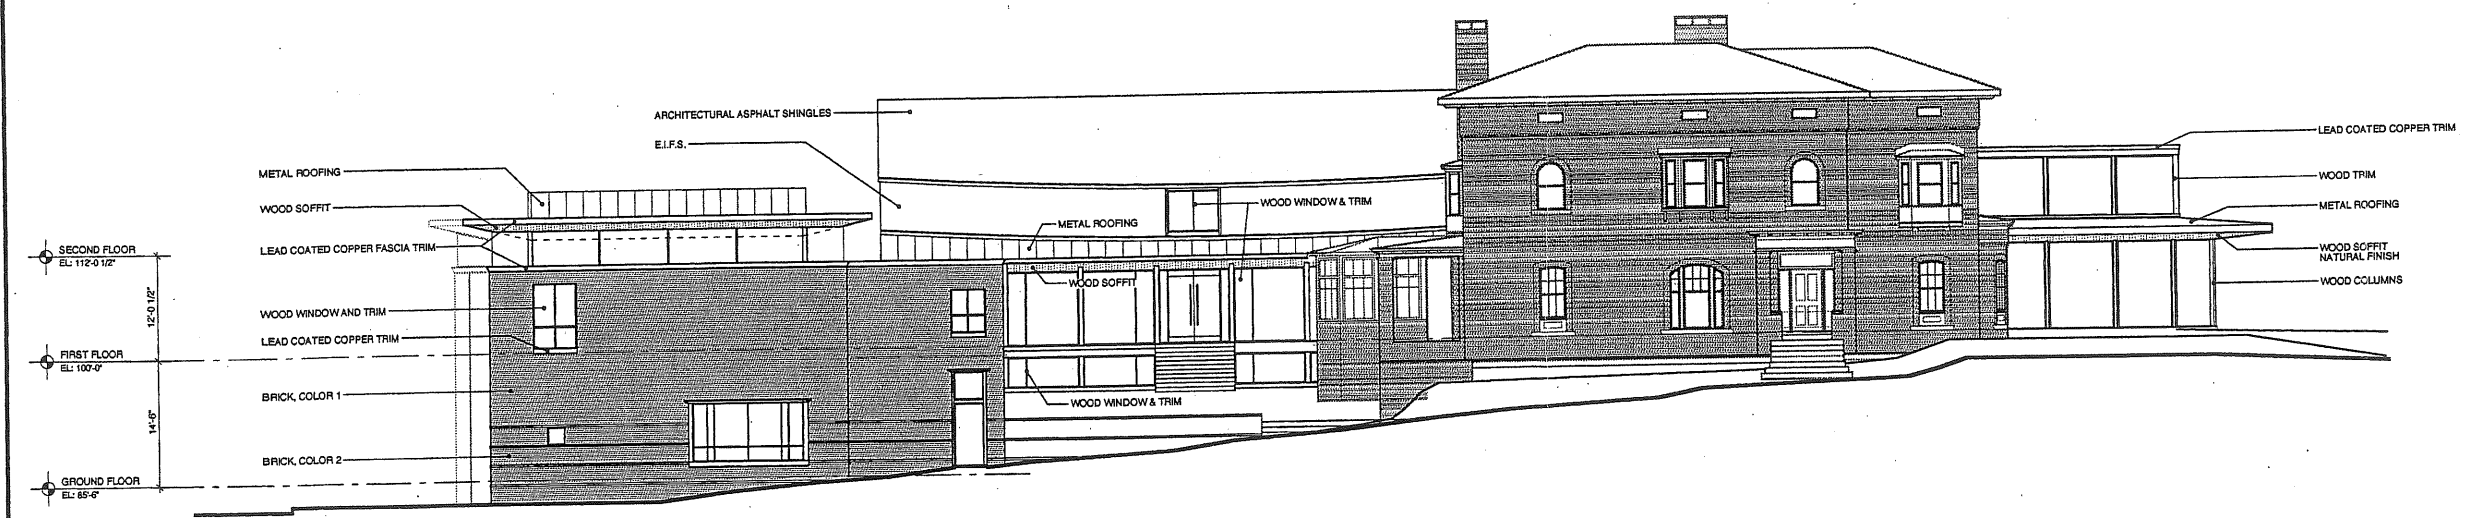 ARCHITECTURAL ASPHALT SHINGLES
E.I.F.S.
METAL ROOFING
WOOD SOFFIT
LEAD COATED COPPER FASCIA TRIM
SECOND FLOOR
EL: 112'-0 1/2"
12'-0 1/2"
WOOD WINDOW AND TRIM
LEAD COATED COPPER TRIM
FIRST FLOOR
EL: 100'-0"
BRICK, COLOR 1
14'-6"
BRICK, COLOR 2
GROUND FLOOR
EL: 85'-6"
WOOD WINDOW & TRIM
METAL ROOFING
WOOD SOFFIT
WOOD WINDOW & TRIM
LEAD COATED COPPER TRIM
WOOD TRIM
METAL ROOFING
WOOD SOFFIT
NATURAL FINISH
WOOD COLUMNS